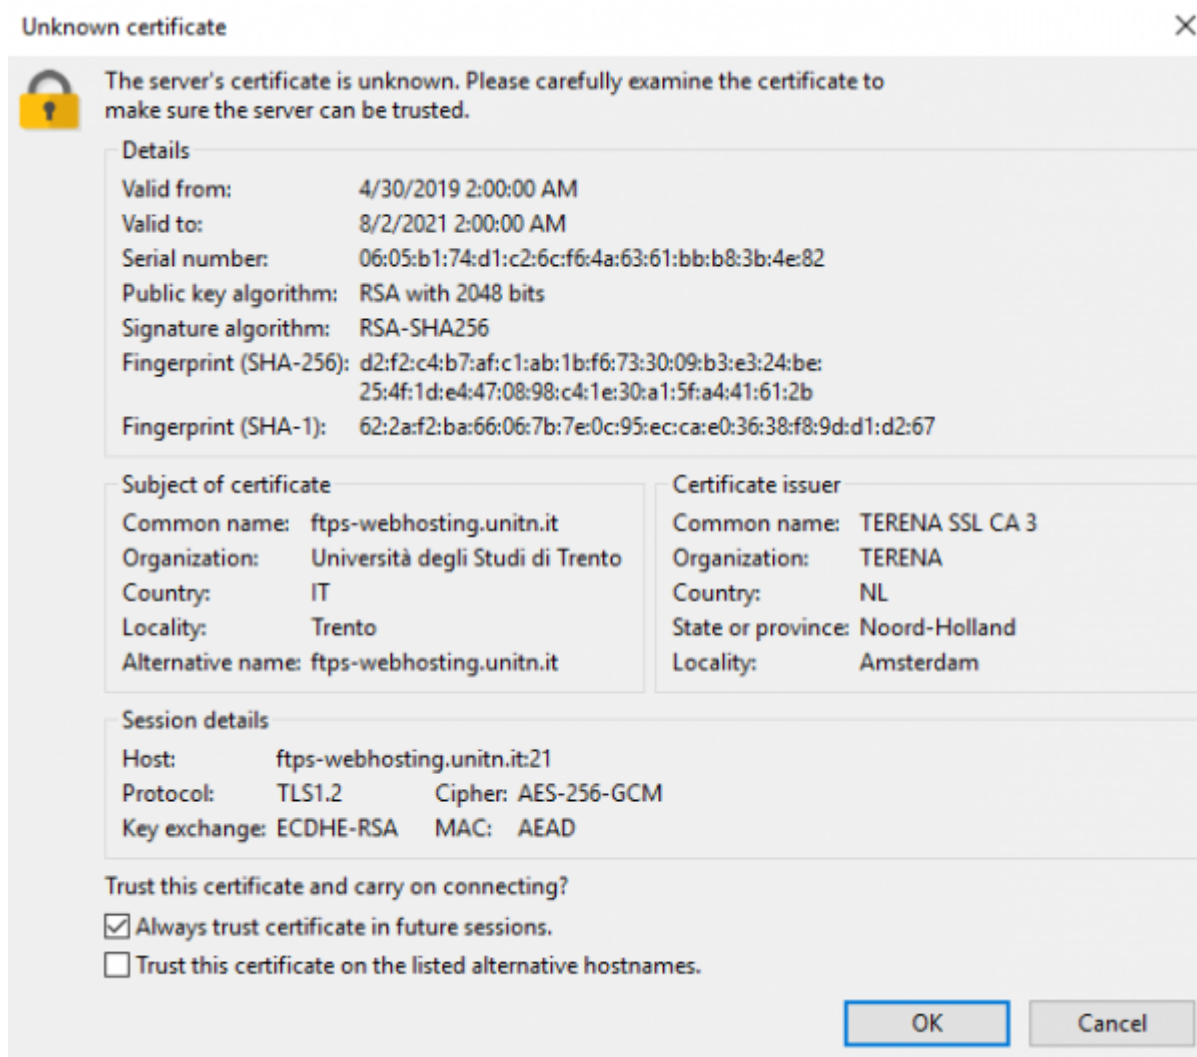 Unknown certificate
The server's certificate is unknown. Please carefully examine the certificate to
make sure the server can be trusted.
Details
Valid from: 4/30/2019 2:00:00 AM
Valid to: 8/2/2021 2:00:00 AM
Serial number: 06:05:b1:74:d1:c2:6c:f6:4a:63:61:bb:b8:3b:4e:82
Public key algorithm: RSA with 2048 bits
Signature algorithm: RSA-SHA256
Fingerprint (SHA-256): d2:f2:c4:b7:af:c1:ab:1b:f6:73:30:09:b3:e3:24:be:
25:4f:1d:e4:47:08:98:c4:1e:30:a1:5f:a4:41:61:2b
Fingerprint (SHA-1): 62:2a:f2:ba:66:06:7b:7e:0c:95:ec:ca:e0:36:38:f8:9d:d1:d2:67
Subject of certificate
Common name: ftps-webhosting.unitn.it
Organization: Università degli Studi di Trento
Country: IT
Locality: Trento
Alternative name: ftps-webhosting.unitn.it
Certificate issuer
Common name: TERENA SSL CA 3
Organization: TERENA
Country: NL
State or province: Noord-Holland
Locality: Amsterdam
Session details
Host: ftps-webhosting.unitn.it:21
Protocol: TLS1.2 Cipher: AES-256-GCM
Key exchange: ECDHE-RSA MAC: AEAD
Trust this certificate and carry on connecting?
Always trust certificate in future sessions.
Trust this certificate on the listed alternative hostnames.
OK Cancel